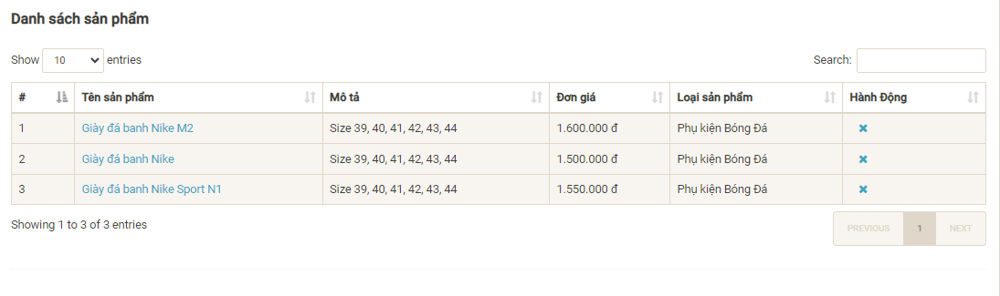 Danh sách sản phẩm
Show 10 entries Search:
# Tên sản phẩm Mô tả Đơn giá Loại sản phẩm Hành Động
1 Giày đá banh Nike M2 Size 39, 40, 41, 42, 43, 44 1.600.000 đ Phụ kiện Bóng Đá
2 Giày đá banh Nike Size 39, 40, 41, 42, 43, 44 1.500.000 đ Phụ kiện Bóng Đá
3 Giày đá banh Nike Sport N1 Size 39, 40, 41, 42, 43, 44 1.550.000 đ Phụ kiện Bóng Đá
Showing 1 to 3 of 3 entries PREVIOUS 1 NEXT